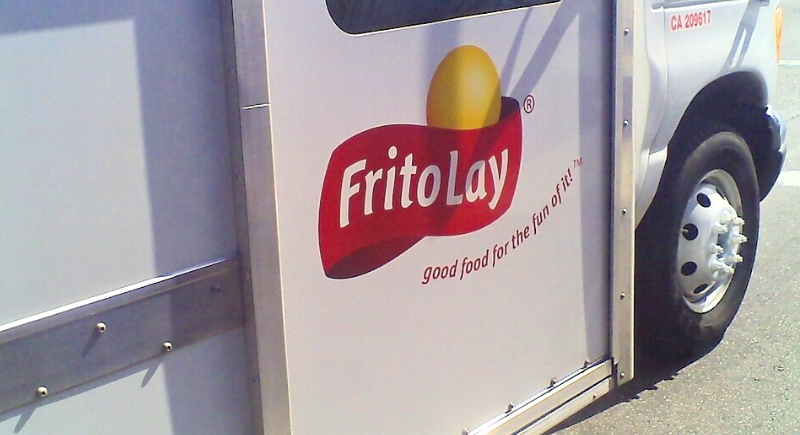 CA 209617
FritoLay®
good food for the fun of it!™